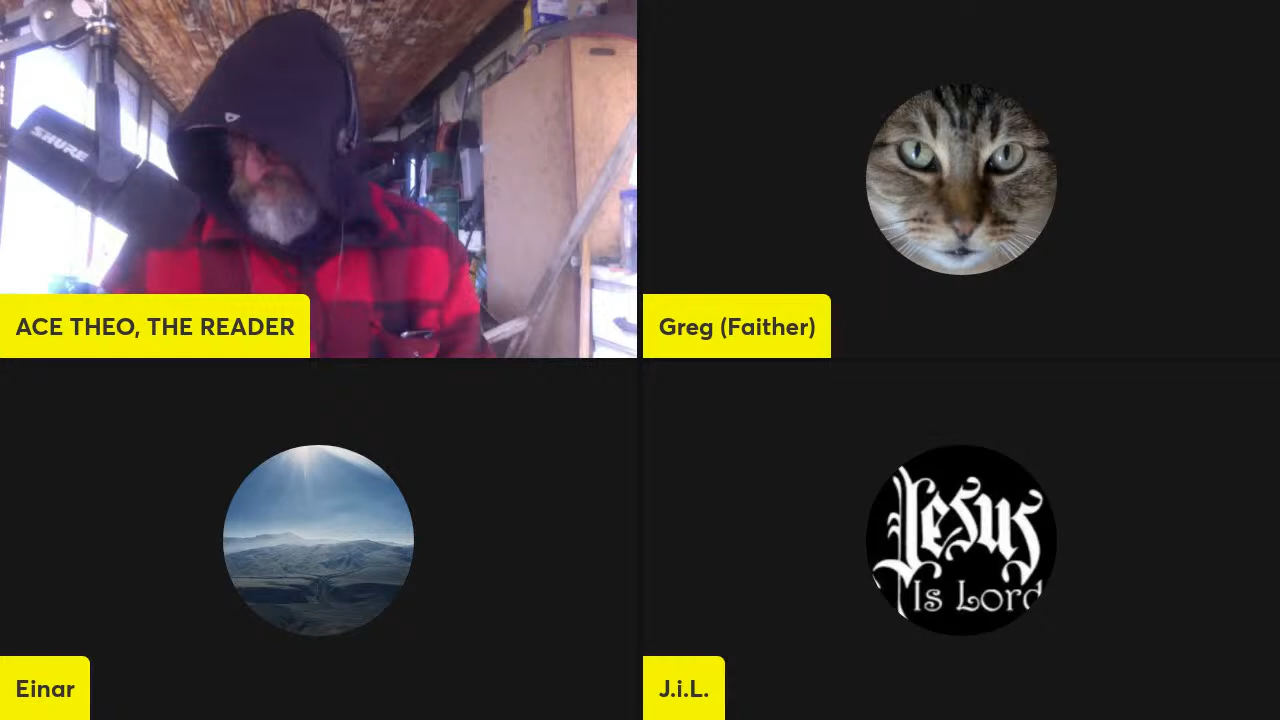 SHURE
ACE THEO, THE READER
Greg (Faither)
Einar
J.i.L.
Jesus
Is Lord